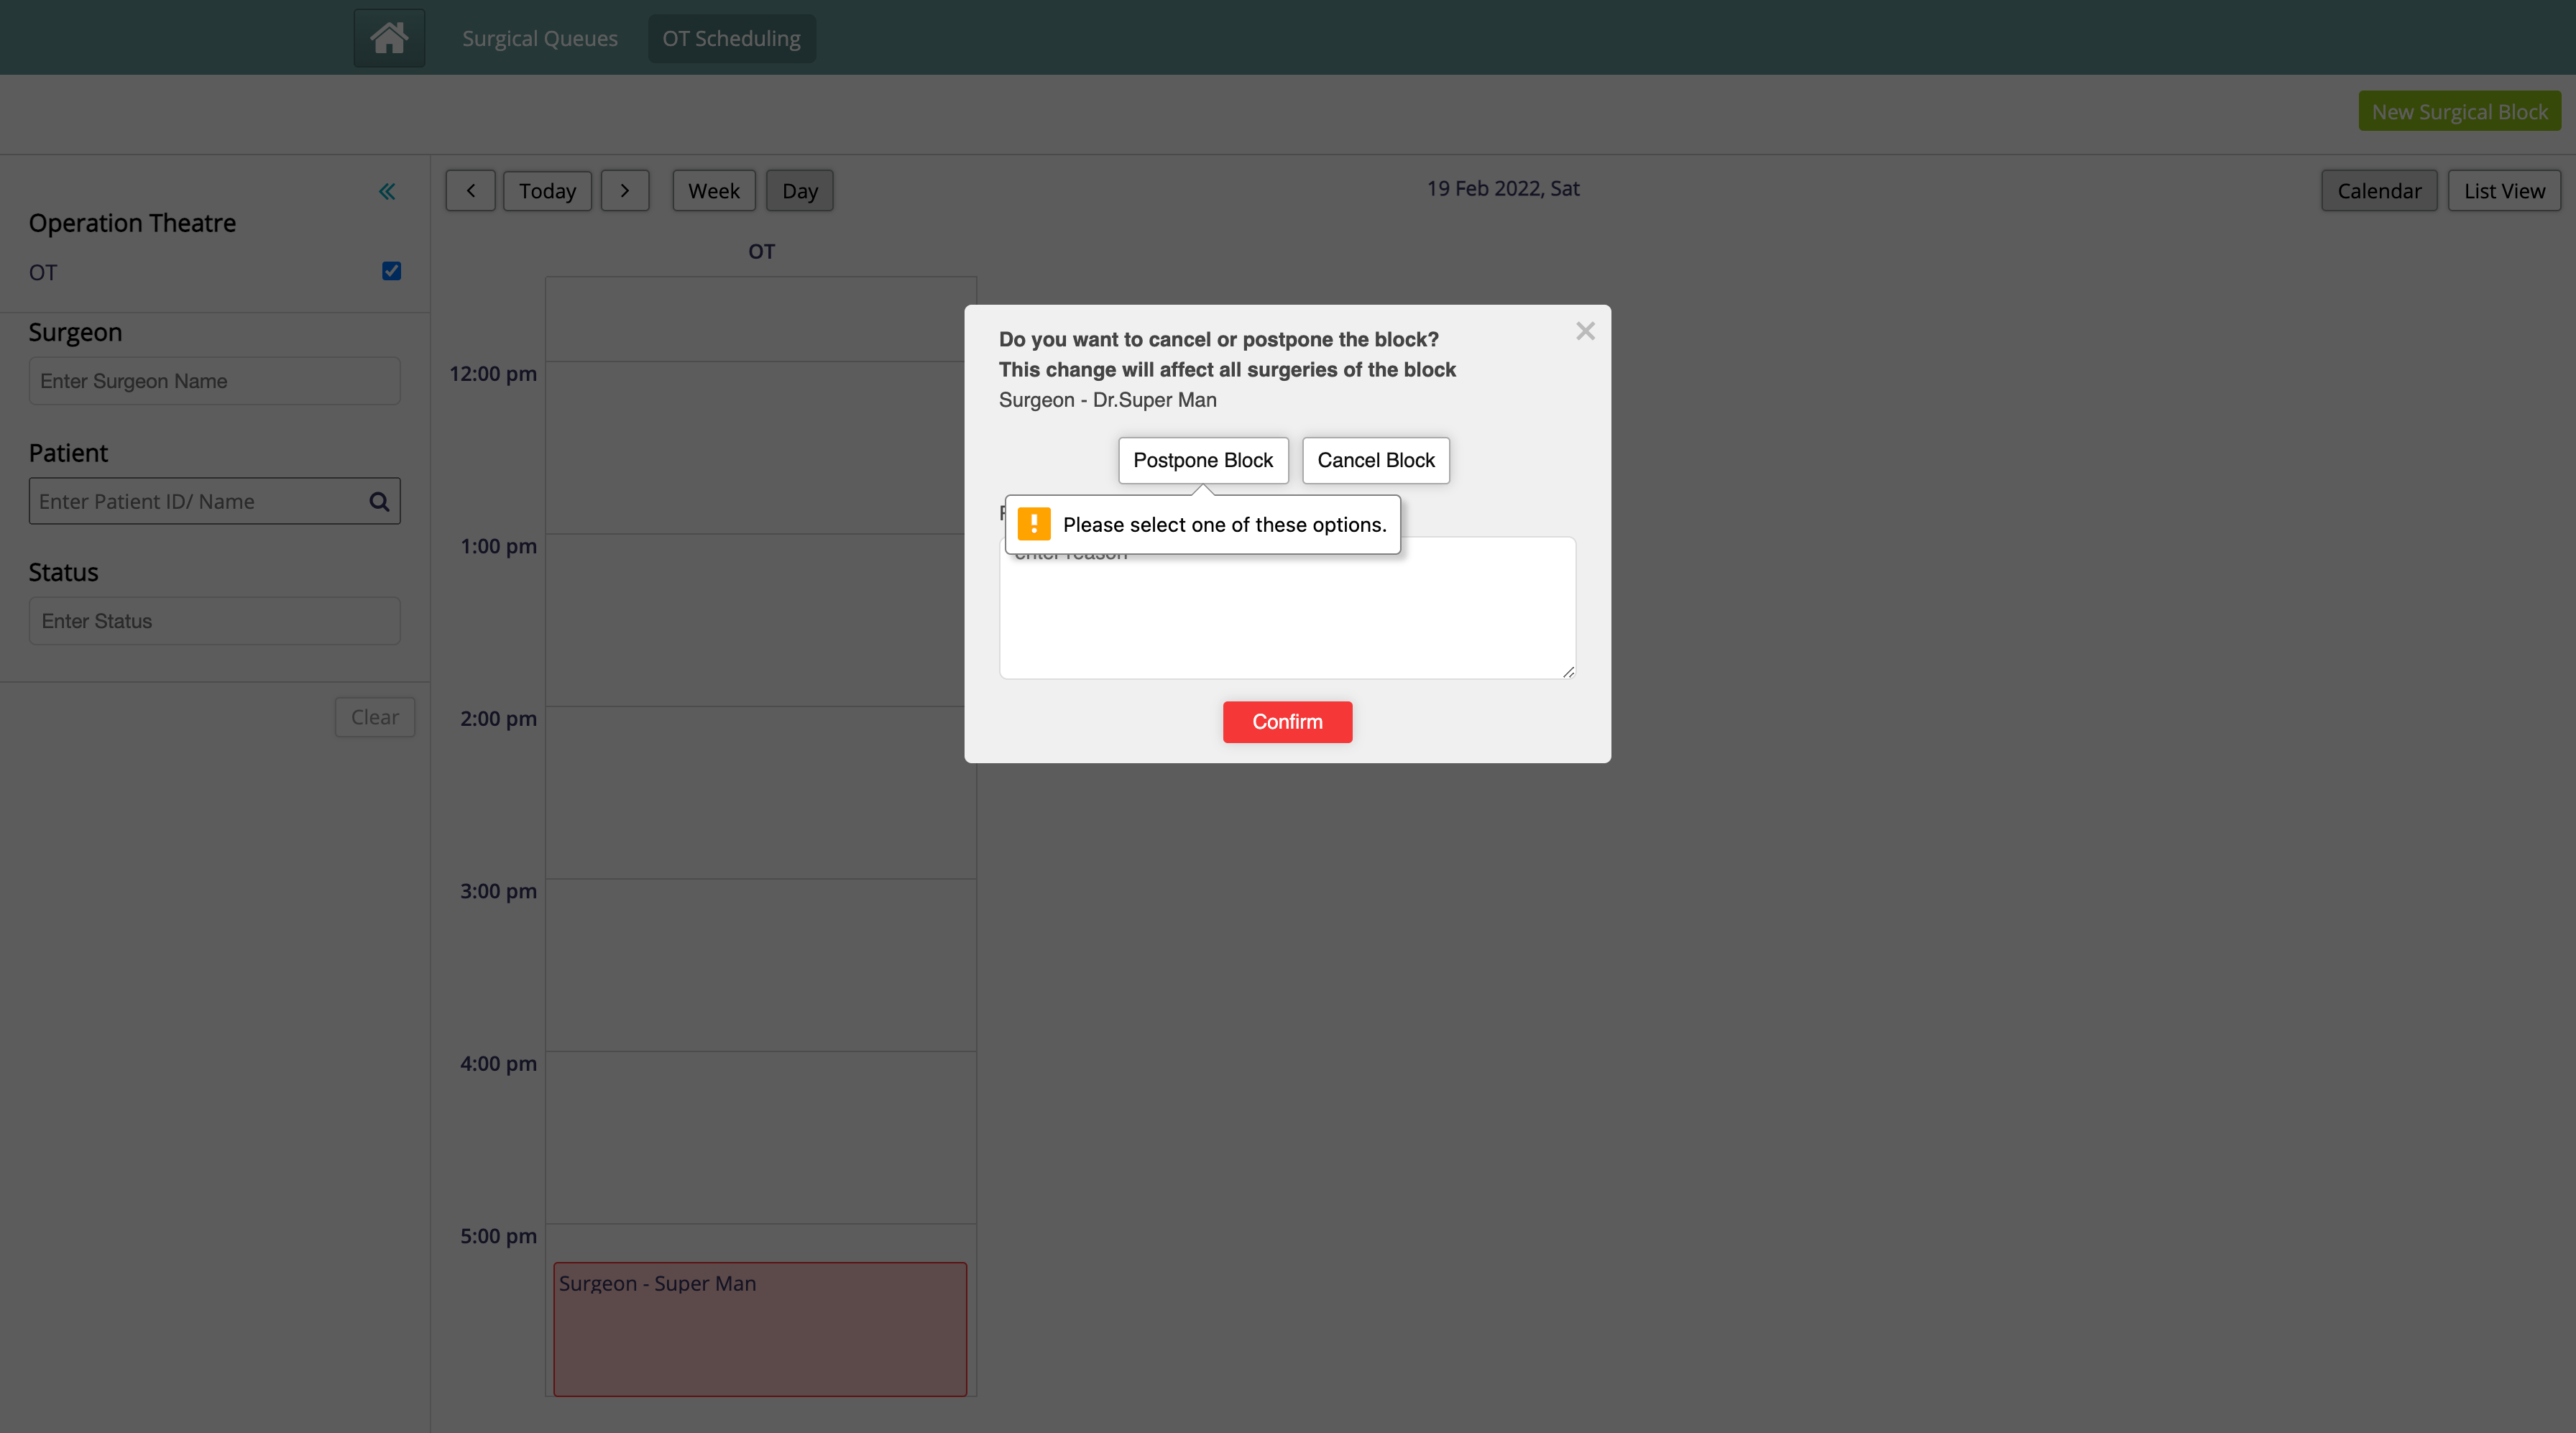 Surgical Queues
OT Scheduling
New Surgical Block
Today
Week
Day
19 Feb 2022, Sat
Calendar
List View
Operation Theatre
OT
Surgeon
Enter Surgeon Name
Patient
Enter Patient ID/ Name
Status
Enter Status
Clear
OT
12:00 pm
1:00 pm
2:00 pm
3:00 pm
4:00 pm
5:00 pm
Surgeon - Super Man
Do you want to cancel or postpone the block?
This change will affect all surgeries of the block
Surgeon - Dr.Super Man
Postpone Block
Cancel Block
Please select one of these options.
enter reason
Confirm